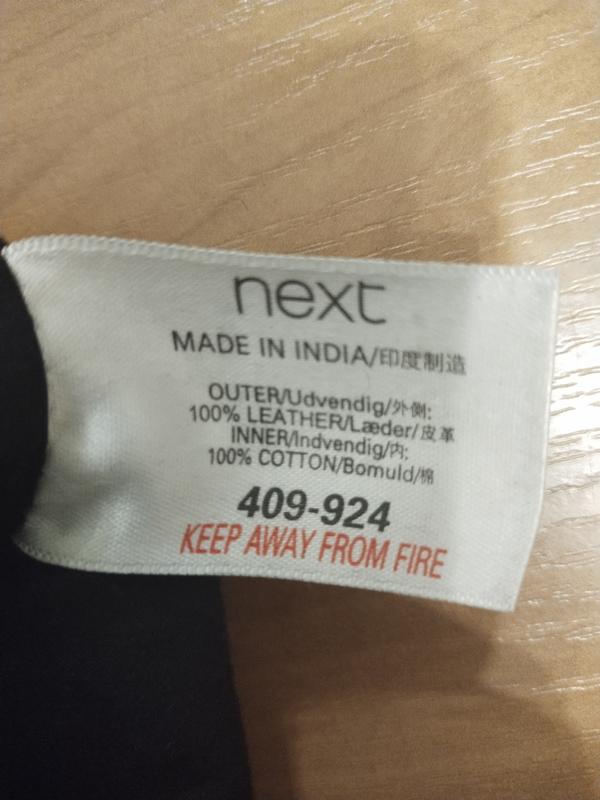 next
MADE IN INDIA/印度制造
OUTER/Udvendig/外侧:
100% LEATHER/Læder/皮革
INNER/Indvendig/内:
100% COTTON/Bomuld/棉
409-924
KEEP AWAY FROM FIRE